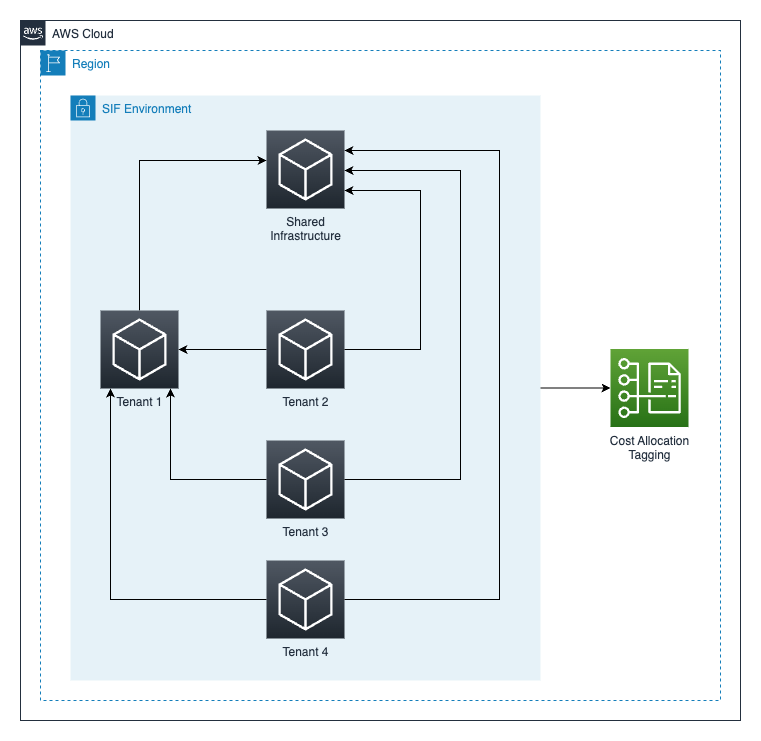 aws
AWS Cloud
Region
SIF Environment
Shared
Infrastructure
Tenant 1
Tenant 2
Cost Allocation
Tagging
Tenant 3
Tenant 4